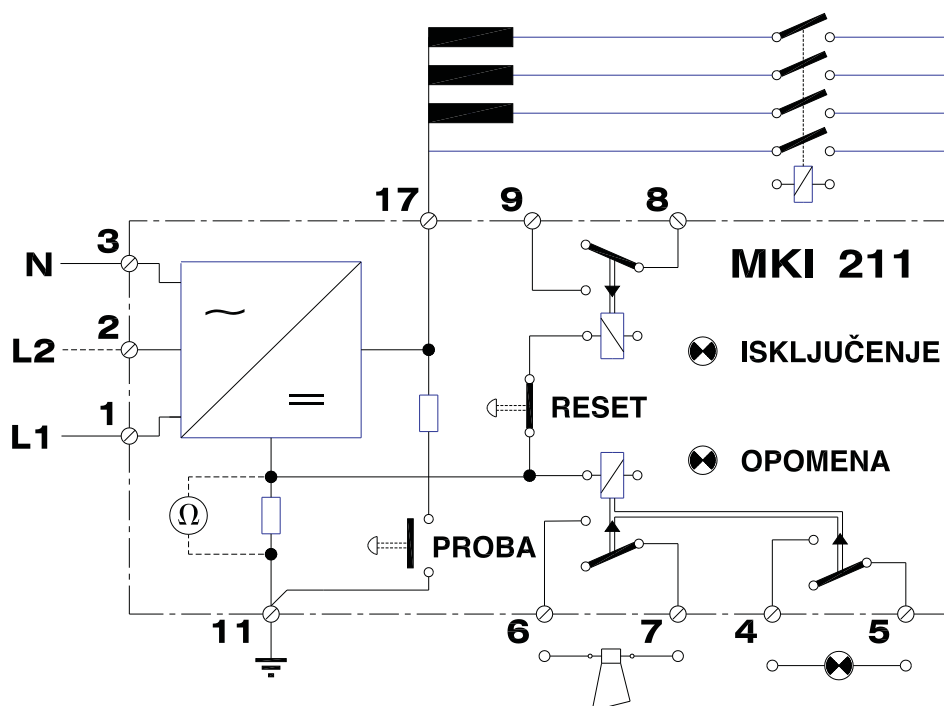 17
9
8
3
N
MKI 211
2
L2
ISKLJUČENJE
1
L1
RESET
OPOMENA
Ω
PROBA
11
6
7
4
5